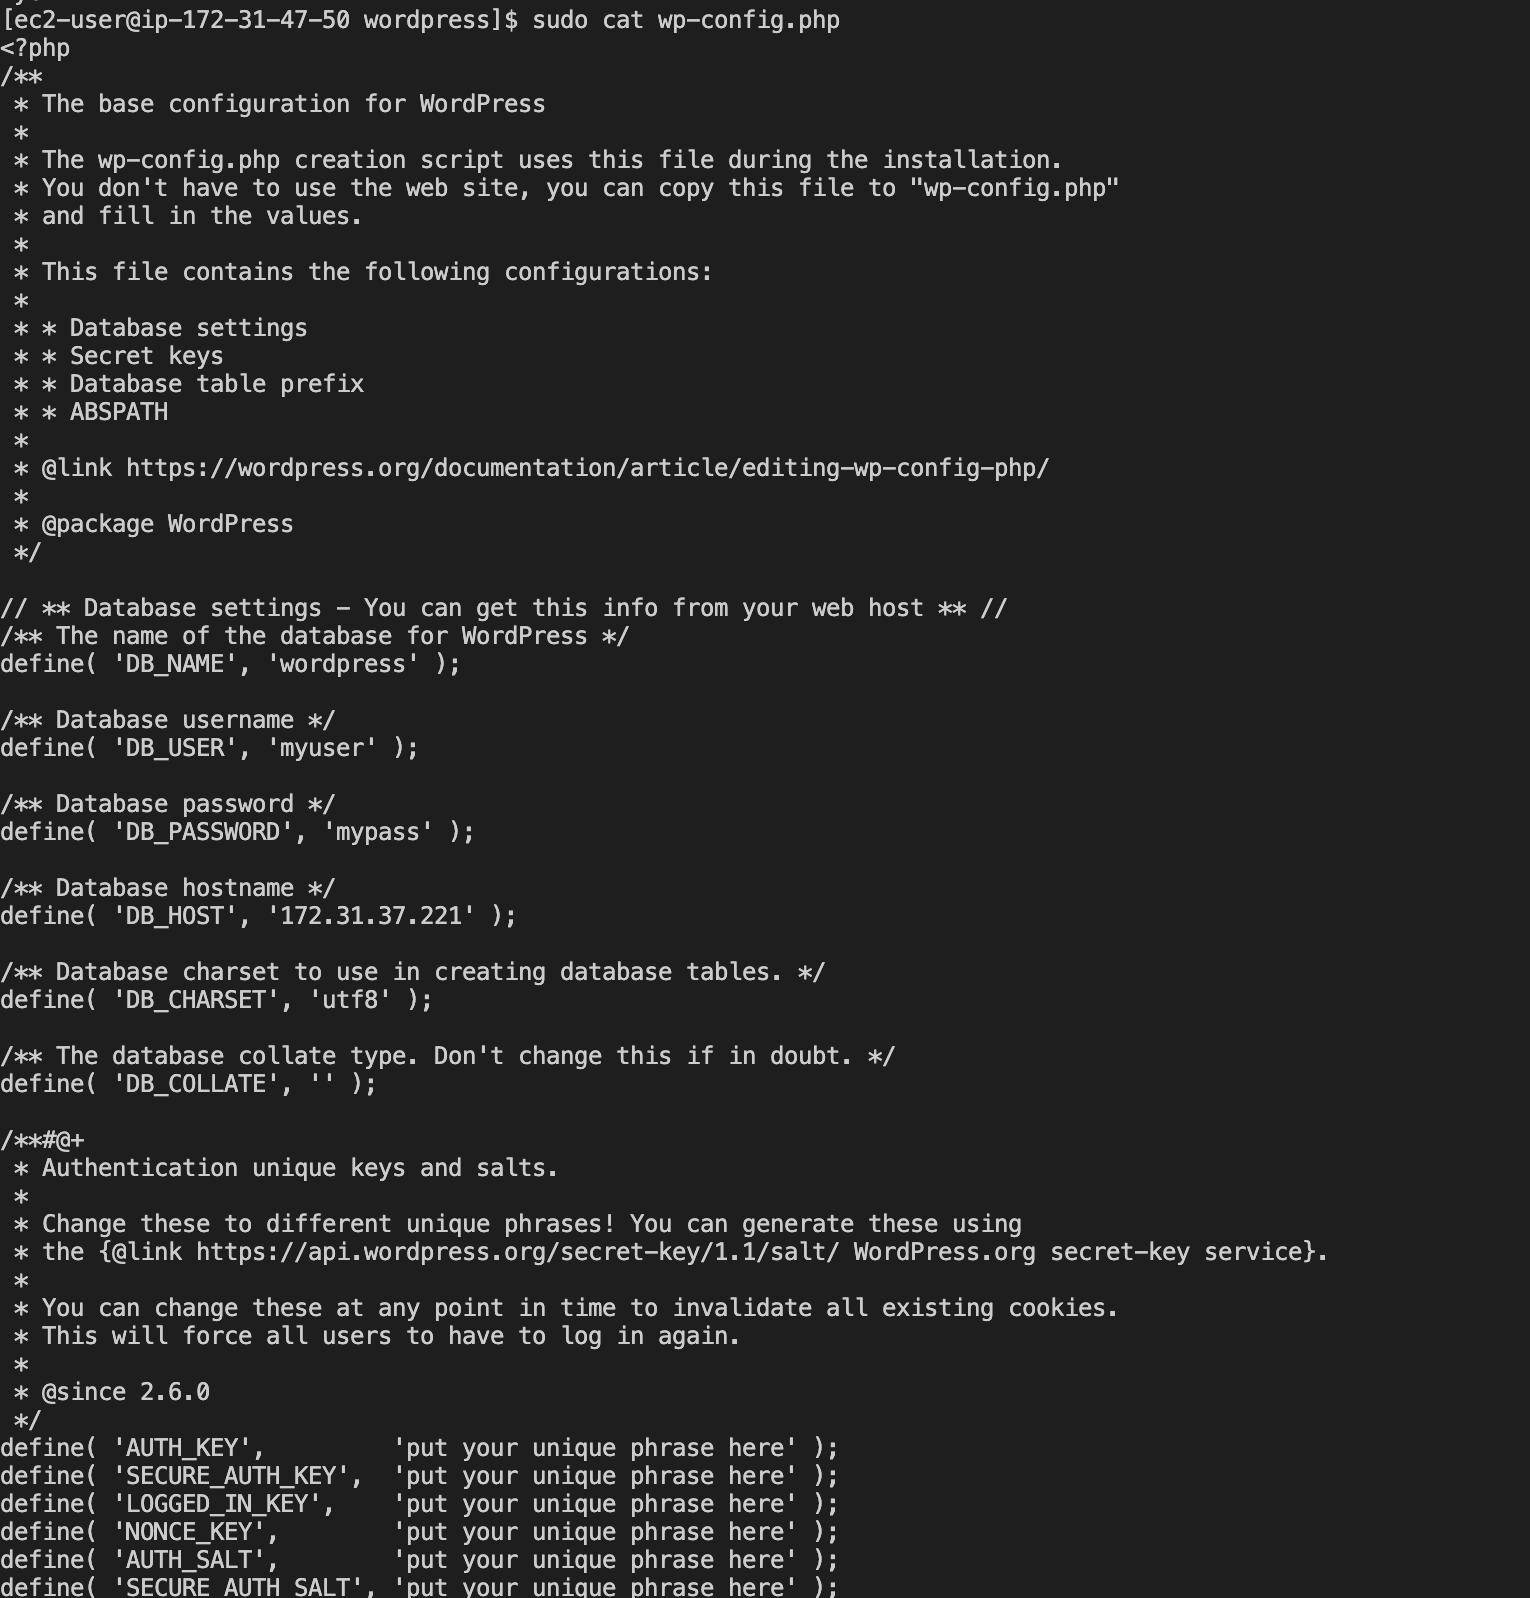 [ec2-user@ip-172-31-47-50 wordpress]$ sudo cat wp-config.php
<?php
/**
 * The base configuration for WordPress
 *
 * The wp-config.php creation script uses this file during the installation.
 * You don't have to use the web site, you can copy this file to "wp-config.php"
 * and fill in the values.
 *
 * This file contains the following configurations:
 *
 * * Database settings
 * * Secret keys
 * * Database table prefix
 * * ABSPATH
 *
 * @link https://wordpress.org/documentation/article/editing-wp-config-php/
 *
 * @package WordPress
 */

// ** Database settings - You can get this info from your web host ** //
/** The name of the database for WordPress */
define( 'DB_NAME', 'wordpress' );

/** Database username */
define( 'DB_USER', 'myuser' );

/** Database password */
define( 'DB_PASSWORD', 'mypass' );

/** Database hostname */
define( 'DB_HOST', '172.31.37.221' );

/** Database charset to use in creating database tables. */
define( 'DB_CHARSET', 'utf8' );

/** The database collate type. Don't change this if in doubt. */
define( 'DB_COLLATE', '' );

/**#@+
 * Authentication unique keys and salts.
 *
 * Change these to different unique phrases! You can generate these using
 * the {@link https://api.wordpress.org/secret-key/1.1/salt/ WordPress.org secret-key service}.
 *
 * You can change these at any point in time to invalidate all existing cookies.
 * This will force all users to have to log in again.
 *
 * @since 2.6.0
 */
define( 'AUTH_KEY',         'put your unique phrase here' );
define( 'SECURE_AUTH_KEY',  'put your unique phrase here' );
define( 'LOGGED_IN_KEY',    'put your unique phrase here' );
define( 'NONCE_KEY',        'put your unique phrase here' );
define( 'AUTH_SALT',        'put your unique phrase here' );
define( 'SECURE_AUTH_SALT', 'put your unique phrase here' );